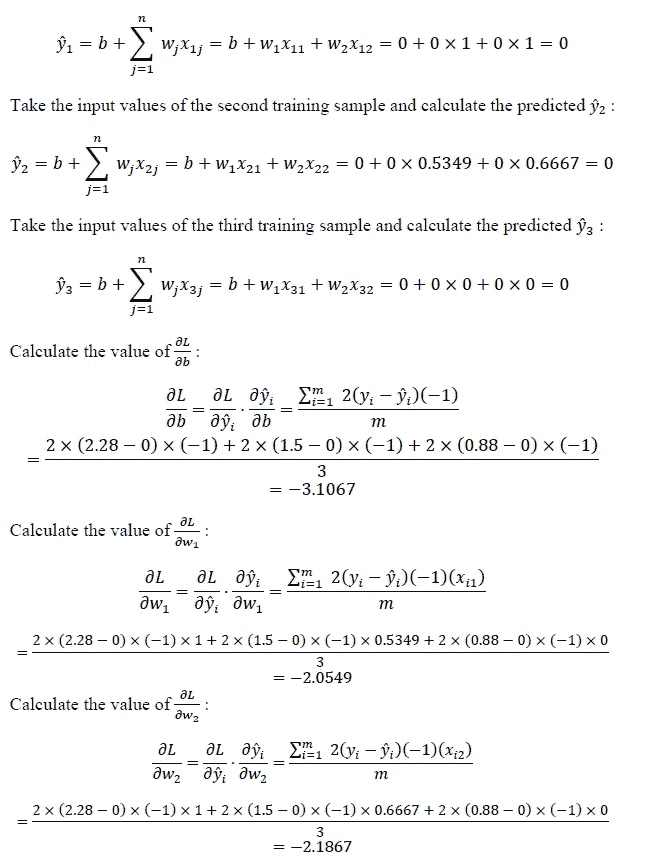 ŷ₁ = b + ∑ⱼ₌₁ⁿ wⱼx₁ⱼ = b + w₁x₁₁ + w₂x₁₂ = 0 + 0 × 1 + 0 × 1 = 0
Take the input values of the second training sample and calculate the predicted ŷ₂ :
ŷ₂ = b + ∑ⱼ₌₁ⁿ wⱼx₂ⱼ = b + w₁x₂₁ + w₂x₂₂ = 0 + 0 × 0.5349 + 0 × 0.6667 = 0
Take the input values of the third training sample and calculate the predicted ŷ₃ :
ŷ₃ = b + ∑ⱼ₌₁ⁿ wⱼx₃ⱼ = b + w₁x₃₁ + w₂x₃₂ = 0 + 0 × 0 + 0 × 0 = 0
Calculate the value of ∂L/∂b :
∂L/∂b = ∂L/∂ŷᵢ · ∂ŷᵢ/∂b = ∑ᵢ₌₁ᵐ 2(yᵢ − ŷᵢ)(−1) / m
= 2 × (2.28 − 0) × (−1) + 2 × (1.5 − 0) × (−1) + 2 × (0.88 − 0) × (−1) / 3
= −3.1067
Calculate the value of ∂L/∂w₁ :
∂L/∂w₁ = ∂L/∂ŷᵢ · ∂ŷᵢ/∂w₁ = ∑ᵢ₌₁ᵐ 2(yᵢ − ŷᵢ)(−1)(xᵢ₁) / m
= 2 × (2.28 − 0) × (−1) × 1 + 2 × (1.5 − 0) × (−1) × 0.5349 + 2 × (0.88 − 0) × (−1) × 0 / 3
= −2.0549
Calculate the value of ∂L/∂w₂ :
∂L/∂w₂ = ∂L/∂ŷᵢ · ∂ŷᵢ/∂w₂ = ∑ᵢ₌₁ᵐ 2(yᵢ − ŷᵢ)(−1)(xᵢ₂) / m
= 2 × (2.28 − 0) × (−1) × 1 + 2 × (1.5 − 0) × (−1) × 0.6667 + 2 × (0.88 − 0) × (−1) × 0 / 3
= −2.1867